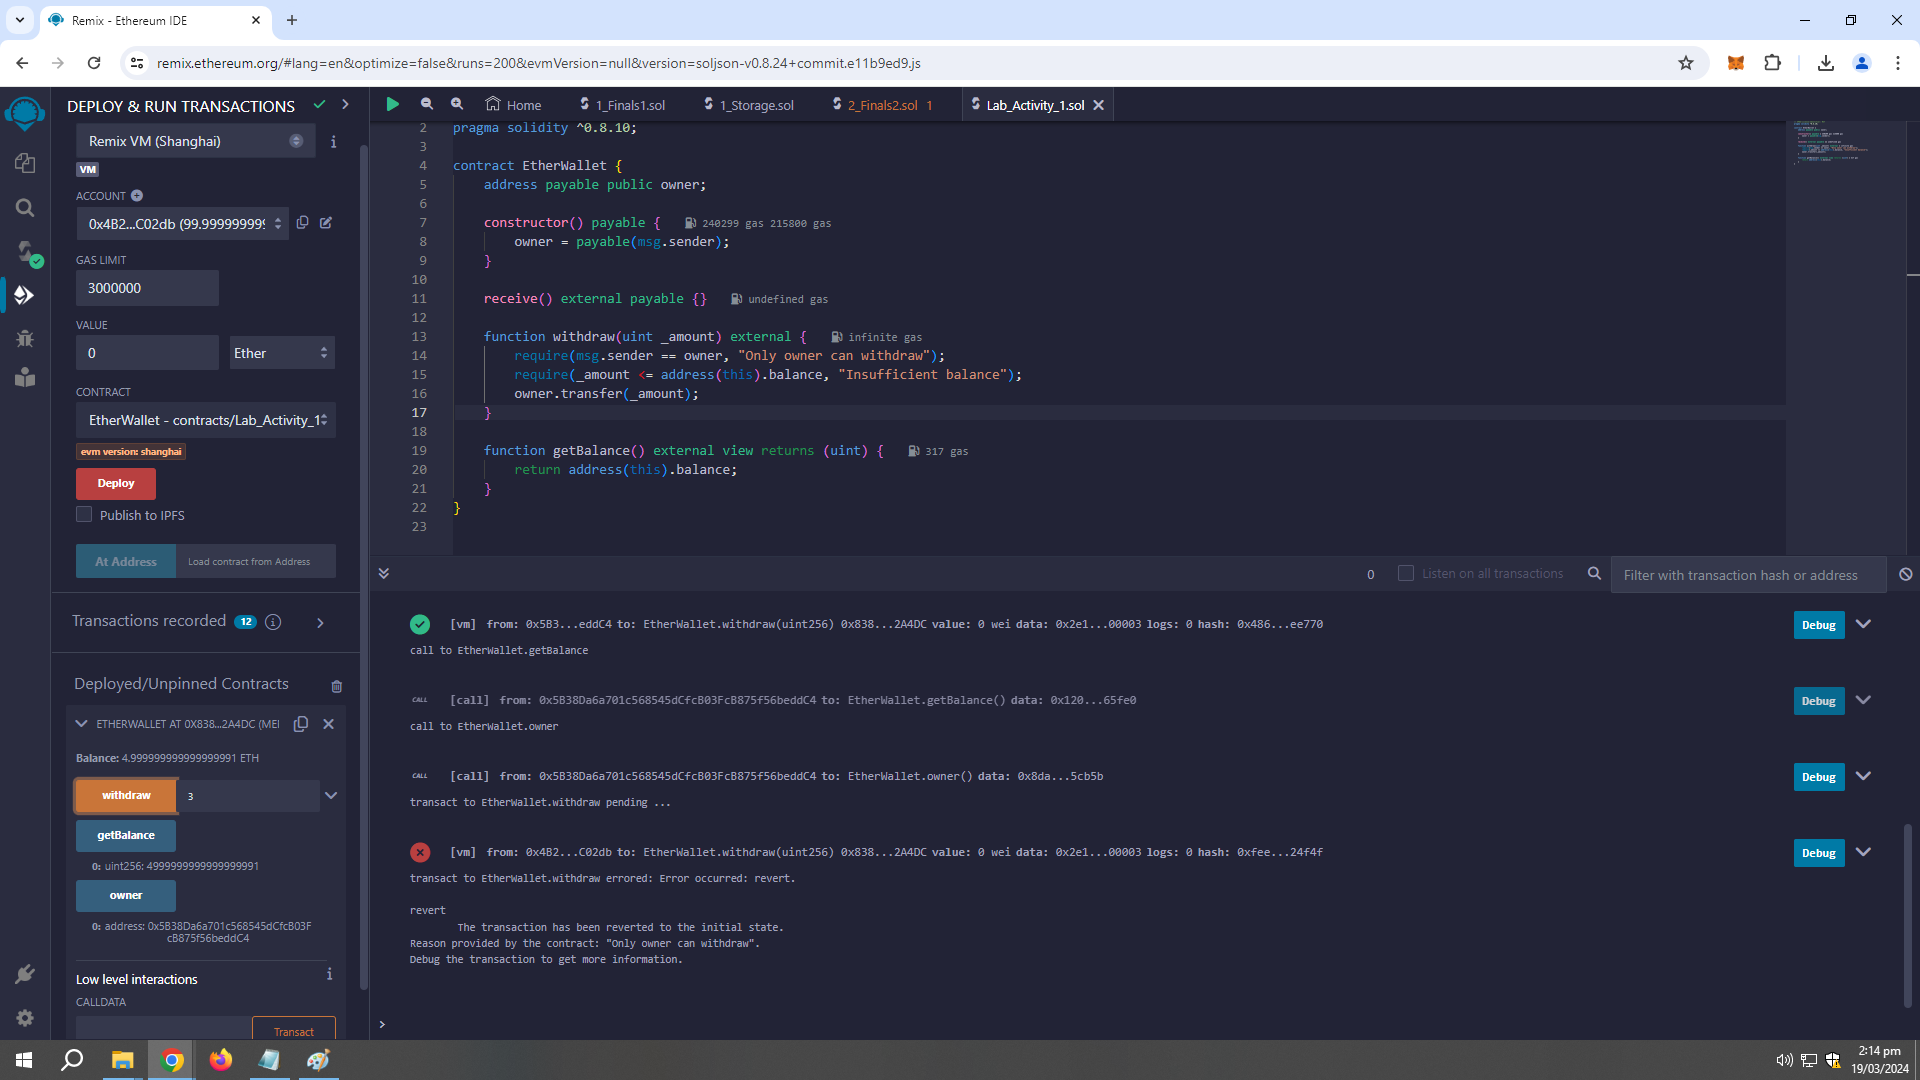 Remix - Ethereum IDE
remix.ethereum.org/#lang=en&optimize=false&runs=200&evmVersion=null&version=soljson-v0.8.24+commit.e11b9ed9.js
DEPLOY & RUN TRANSACTIONS
Remix VM (Shanghai)
VM
ACCOUNT
0x4B2...C02db (99.999999999
GAS LIMIT
3000000
VALUE
0
Ether
CONTRACT
EtherWallet - contracts/Lab_Activity_1
evm version: shanghai
Deploy
Publish to IPFS
At Address
Load contract from Address
Transactions recorded 12
Deployed/Unpinned Contracts
ETHERWALLET AT 0X838...2A4DC (MEI
Balance: 4.999999999999999991 ETH
withdraw 3
getBalance
0: uint256: 4999999999999999991
owner
0: address: 0x5B38Da6a701c568545dCfcB03F
cB875f56beddC4
Low level interactions
CALLDATA
Transact
Home 1_Finals1.sol 1_Storage.sol 2_Finals2.sol 1 Lab_Activity_1.sol
2 pragma solidity ^0.8.10;
3
4 contract EtherWallet {
5 address payable public owner;
6
7 constructor() payable { 240299 gas 215800 gas
8 owner = payable(msg.sender);
9 }
10
11 receive() external payable {} undefined gas
12
13 function withdraw(uint _amount) external { infinite gas
14 require(msg.sender == owner, "Only owner can withdraw");
15 require(_amount <= address(this).balance, "Insufficient balance");
16 owner.transfer(_amount);
17 }
18
19 function getBalance() external view returns (uint) { 317 gas
20 return address(this).balance;
21 }
22 }
23
0 Listen on all transactions Filter with transaction hash or address
[vm] from: 0x5B3...eddC4 to: EtherWallet.withdraw(uint256) 0x838...2A4DC value: 0 wei data: 0x2e1...00003 logs: 0 hash: 0x486...ee770 Debug
call to EtherWallet.getBalance
CALL [call] from: 0x5B38Da6a701c568545dCfcB03FcB875f56beddC4 to: EtherWallet.getBalance() data: 0x120...65fe0 Debug
call to EtherWallet.owner
CALL [call] from: 0x5B38Da6a701c568545dCfcB03FcB875f56beddC4 to: EtherWallet.owner() data: 0x8da...5cb5b Debug
transact to EtherWallet.withdraw pending ...
[vm] from: 0x4B2...C02db to: EtherWallet.withdraw(uint256) 0x838...2A4DC value: 0 wei data: 0x2e1...00003 logs: 0 hash: 0xfee...24f4f Debug
transact to EtherWallet.withdraw errored: Error occurred: revert.
revert
The transaction has been reverted to the initial state.
Reason provided by the contract: "Only owner can withdraw".
Debug the transaction to get more information.
>
2:14 pm
19/03/2024